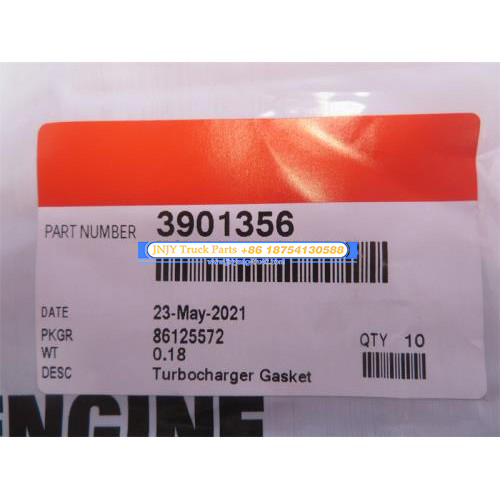 PART NUMBER 3901356
JNJY Truck Parts +86 18754130588
DATE 23-May-2021
PKGR 86125572 QTY 10
WT 0.18
DESC Turbocharger Gasket
ENGINE